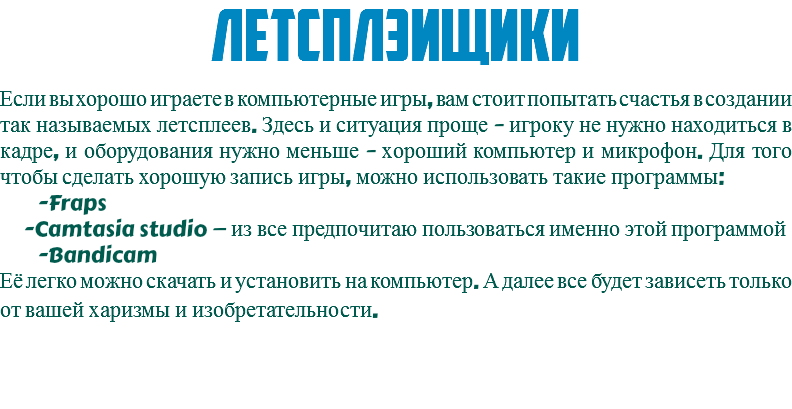 ЛЕТСПЛЭИЩИКИ
Если вы хорошо играете в компьютерные игры, вам стоит попытать счастья в создании
так называемых летсплеев. Здесь и ситуация проще - игроку не нужно находиться в
кадре, и оборудования нужно меньше - хороший компьютер и микрофон. Для того
чтобы сделать хорошую запись игры, можно использовать такие программы:
-Fraps
-Camtasia studio – из все предпочитаю пользоваться именно этой программой
-Bandicam
Её легко можно скачать и установить на компьютер. А далее все будет зависеть только
от вашей харизмы и изобретательности.